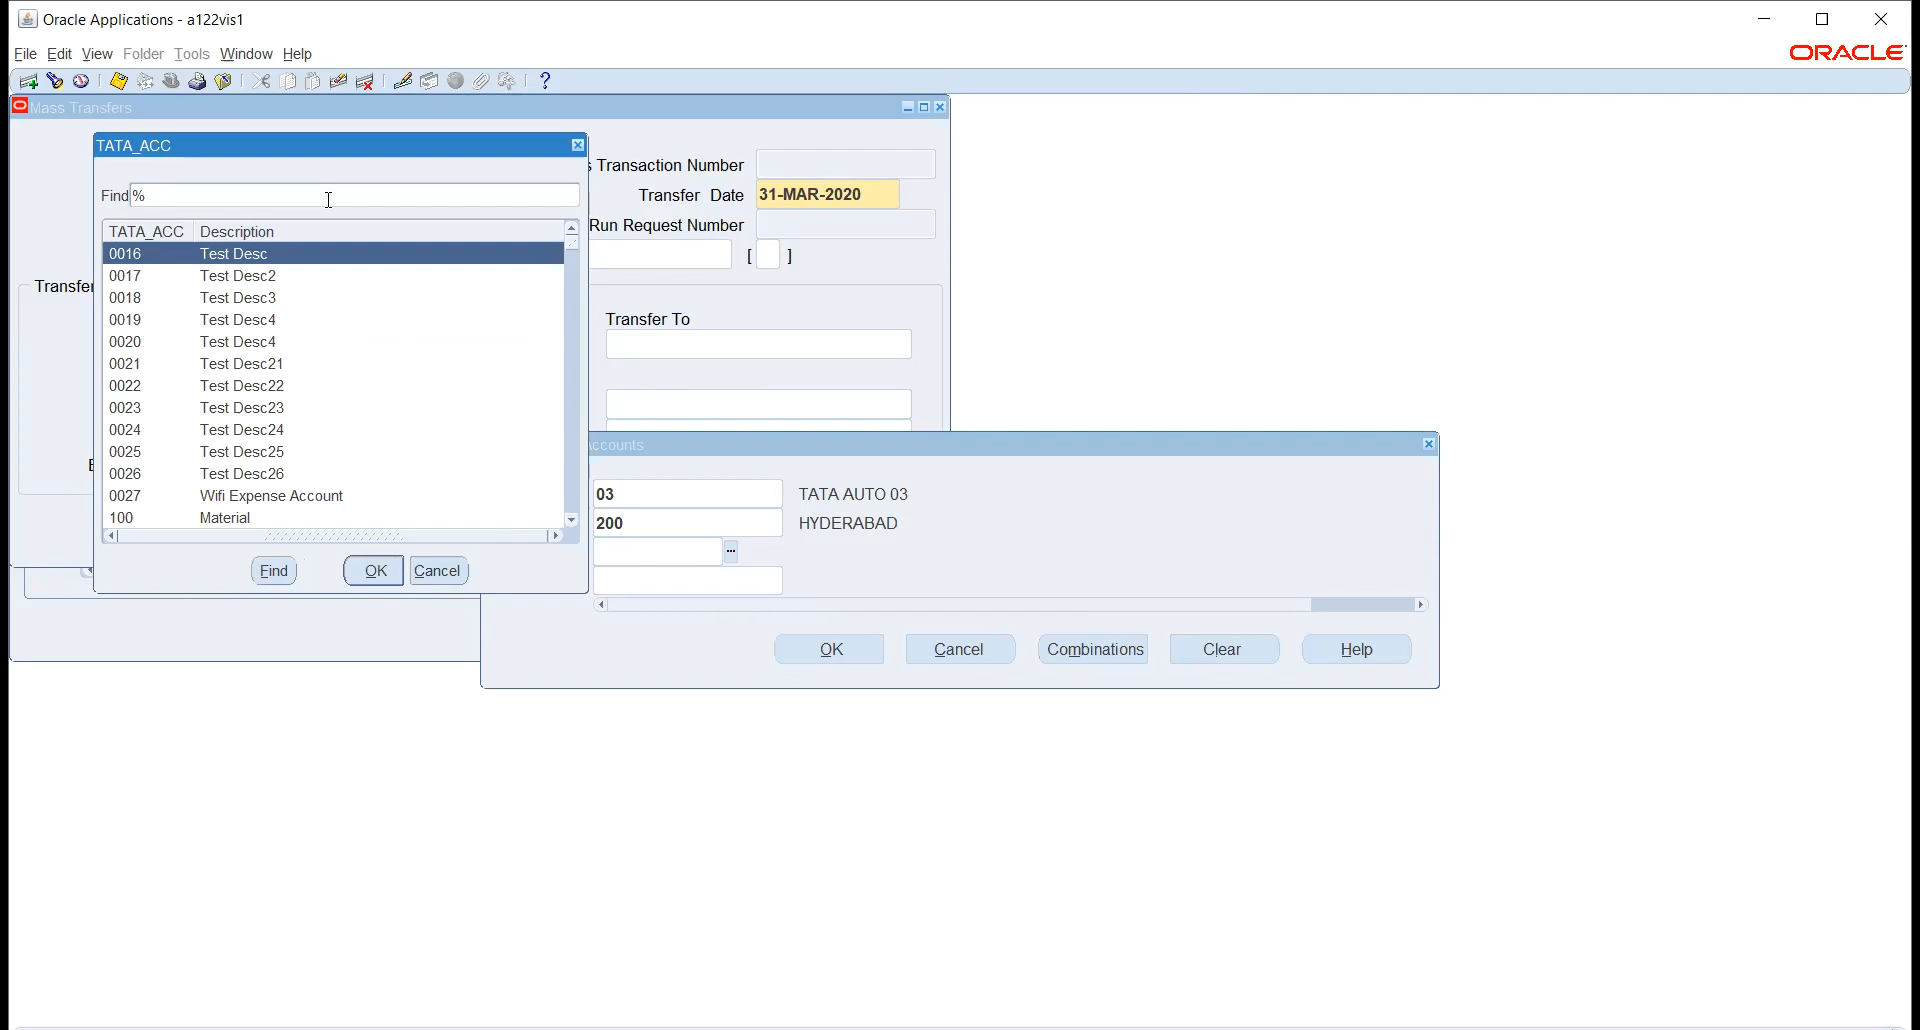 Oracle Applications - a122vis1
File Edit View Folder Tools Window Help
ORACLE
Mass Transfers
TATA_ACC
Transaction Number
Find %
Transfer Date 31-MAR-2020
TATA_ACC Description
Run Request Number
0016 Test Desc
[ ]
0017 Test Desc2
Transfer
0018 Test Desc3
0019 Test Desc4
Transfer To
0020 Test Desc4
0021 Test Desc21
0022 Test Desc22
0023 Test Desc23
0024 Test Desc24
0025 Test Desc25
0026 Test Desc26
0027 Wifi Expense Account
100 Material
Find OK Cancel
Accounts
03 TATA AUTO 03
200 HYDERABAD
...
OK Cancel Combinations Clear Help